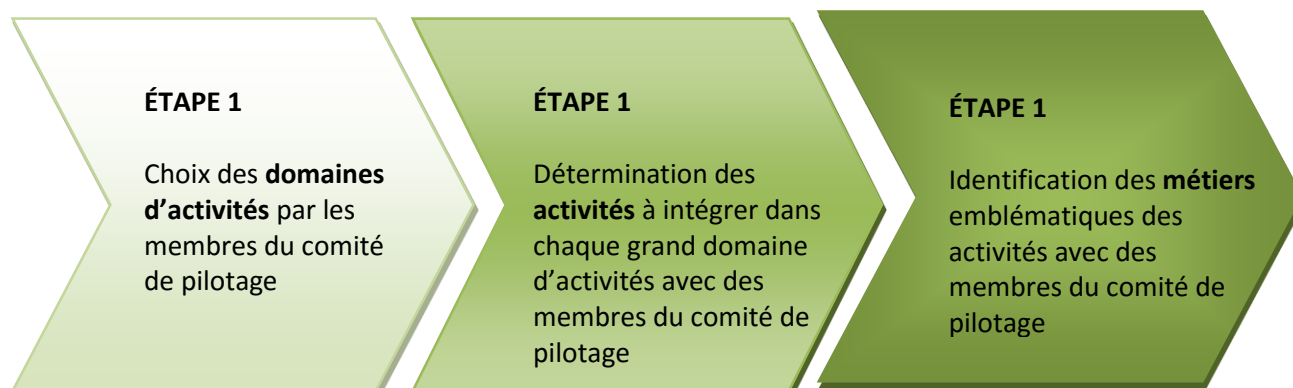 ÉTAPE 1
Choix des domaines
d’activités par les
membres du comité
de pilotage
ÉTAPE 1
Détermination des
activités à intégrer dans
chaque grand domaine
d’activités avec des
membres du comité de
pilotage
ÉTAPE 1
Identification des métiers
emblématiques des
activités avec des
membres du comité de
pilotage